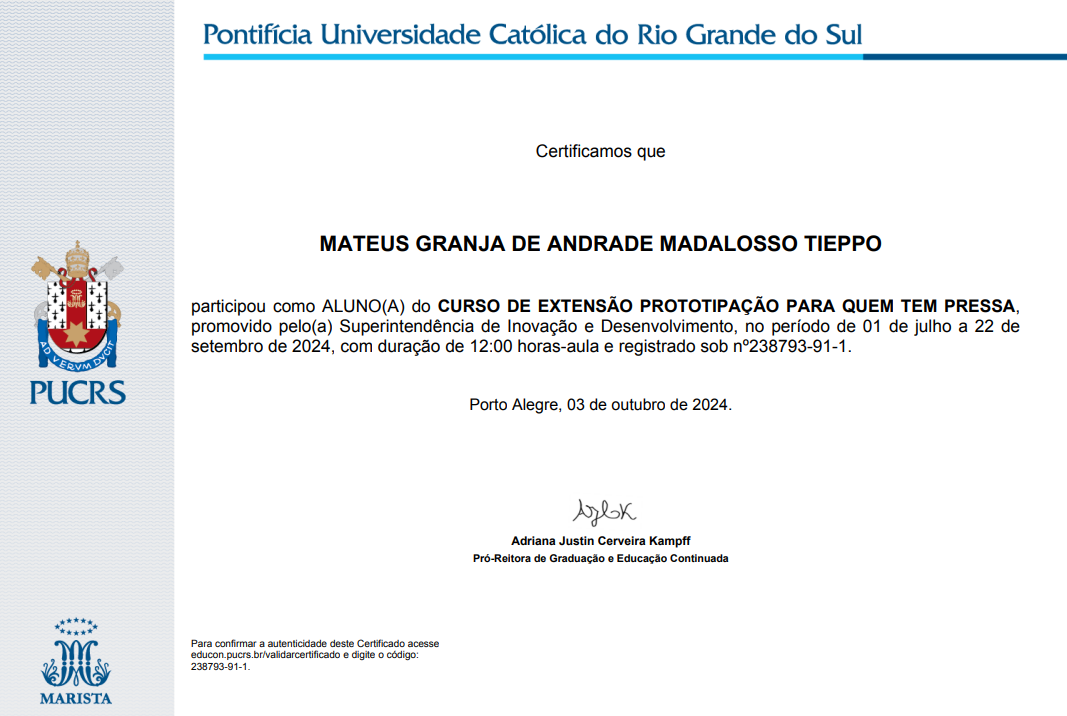 Pontifícia Universidade Católica do Rio Grande do Sul
Certificamos que
MATEUS GRANJA DE ANDRADE MADALOSSO TIEPPO
participou como ALUNO(A) do CURSO DE EXTENSÃO PROTOTIPAÇÃO PARA QUEM TEM PRESSA,
promovido pelo(a) Superintendência de Inovação e Desenvolvimento, no período de 01 de julho a 22 de
setembro de 2024, com duração de 12:00 horas-aula e registrado sob nº238793-91-1.
AD VERVM DVCIT
PUCRS
Porto Alegre, 03 de outubro de 2024.
Adriana Justin Cerveira Kampff
Pró-Reitora de Graduação e Educação Continuada
Para confirmar a autenticidade deste Certificado acesse
educon.pucrs.br/validarcertificado e digite o código:
238793-91-1.
MARISTA